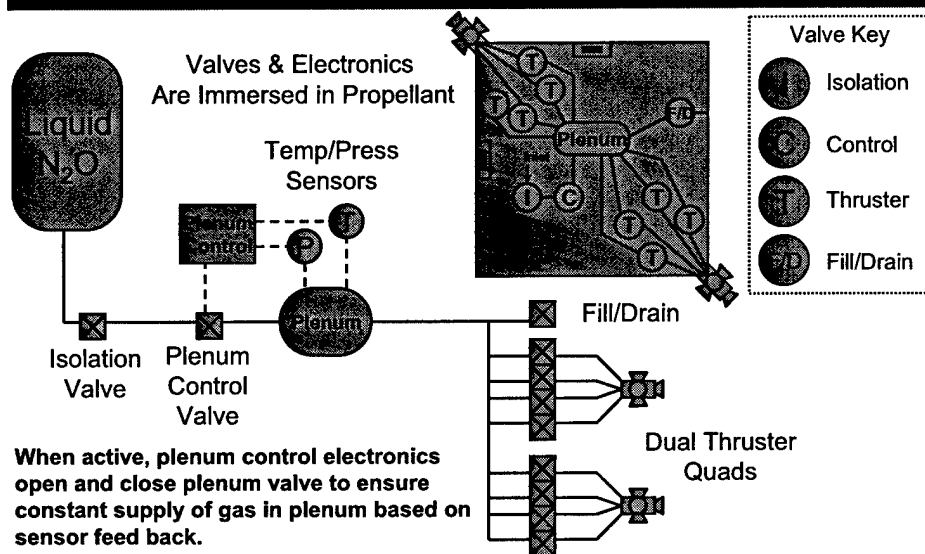 Valves & Electronics
Are Immersed in Propellant
Liquid
N₂O
Temp/Press
Sensors
Plenum
Control
T
P
Plenum
Isolation
Valve
Plenum
Control
Valve
When active, plenum control electronics
open and close plenum valve to ensure
constant supply of gas in plenum based on
sensor feed back.
T
T
T
T
F/D
Plenum
I
C
T
T
T
T
Fill/Drain
Dual Thruster
Quads
Valve Key
I
Isolation
C
Control
T
Thruster
F/D
Fill/Drain